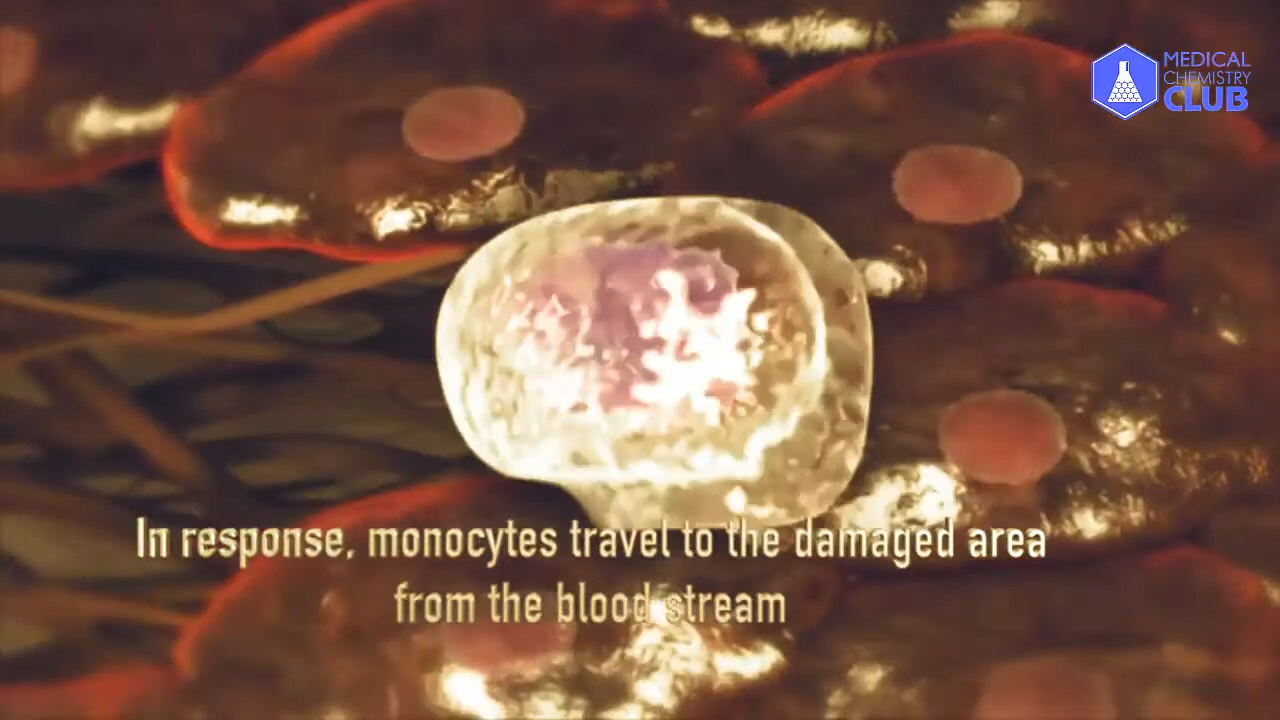 MEDICAL
CHEMISTRY
CLUB
In response, monocytes travel to the damaged area
from the blood stream